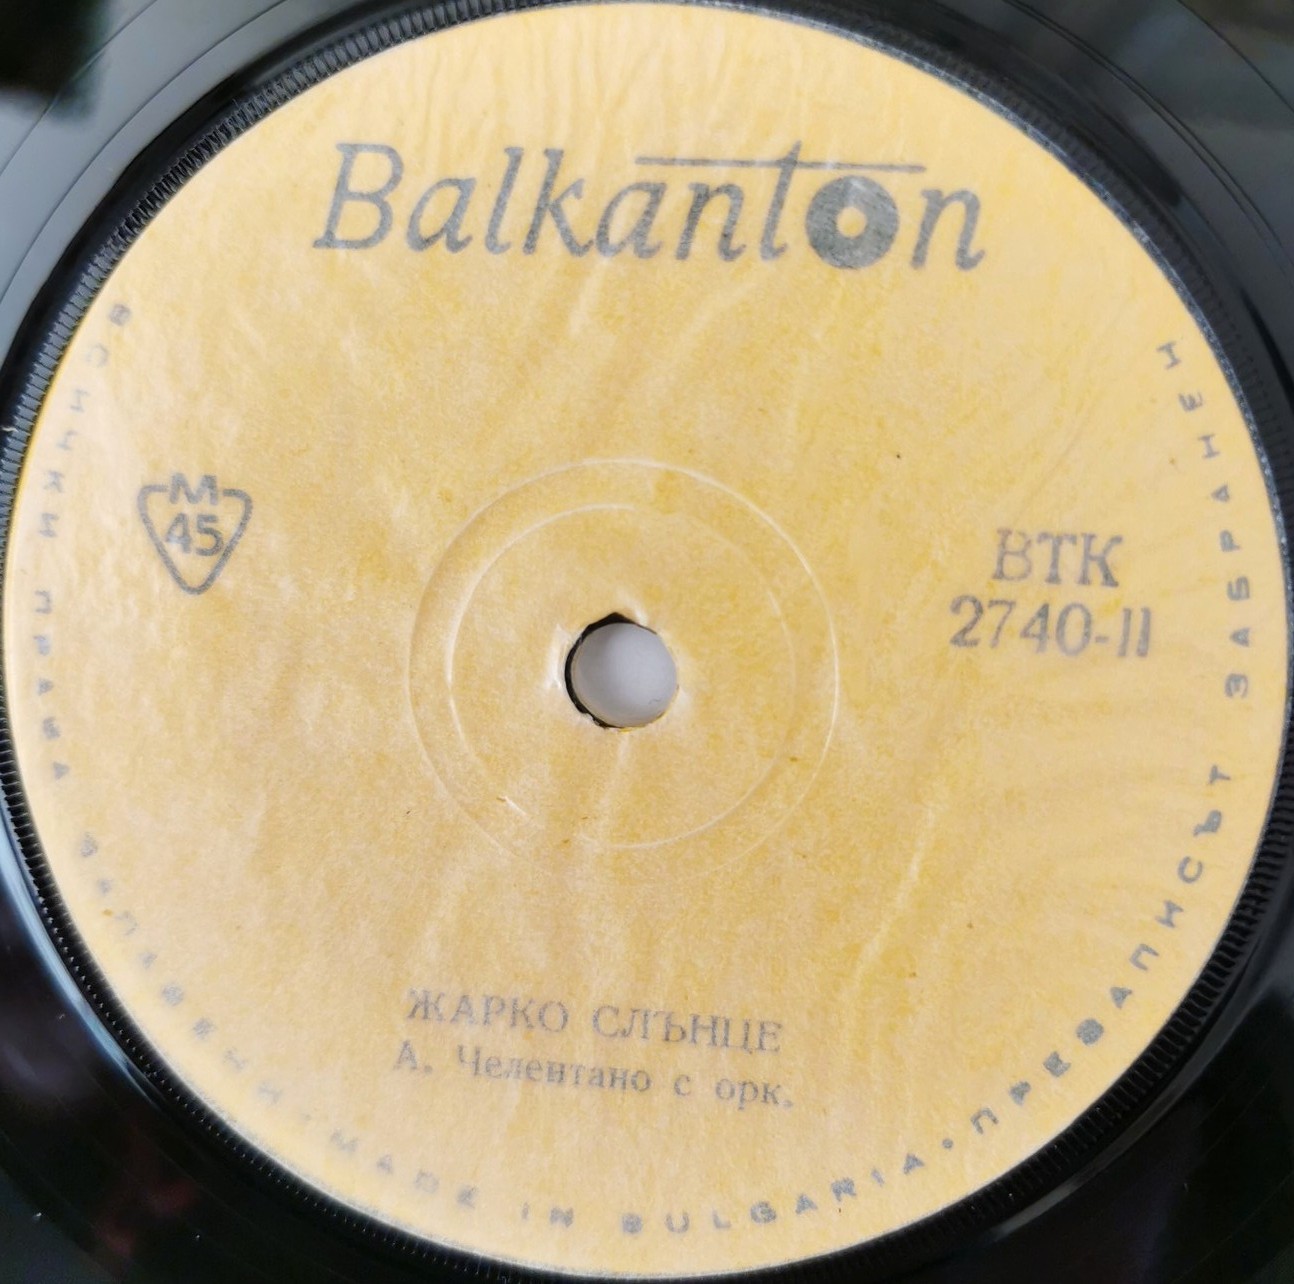 Balkanton
M
45
ВТК
2740-II
ЖАРКО СЛЪНЦЕ
А. Челентано с орк.
ВСИЧКИ ПРАВА ЗАПАЗЕНИ • MADE IN BULGARIA • ПРЕЗАПИСЪТ ЗАБРАНЕН